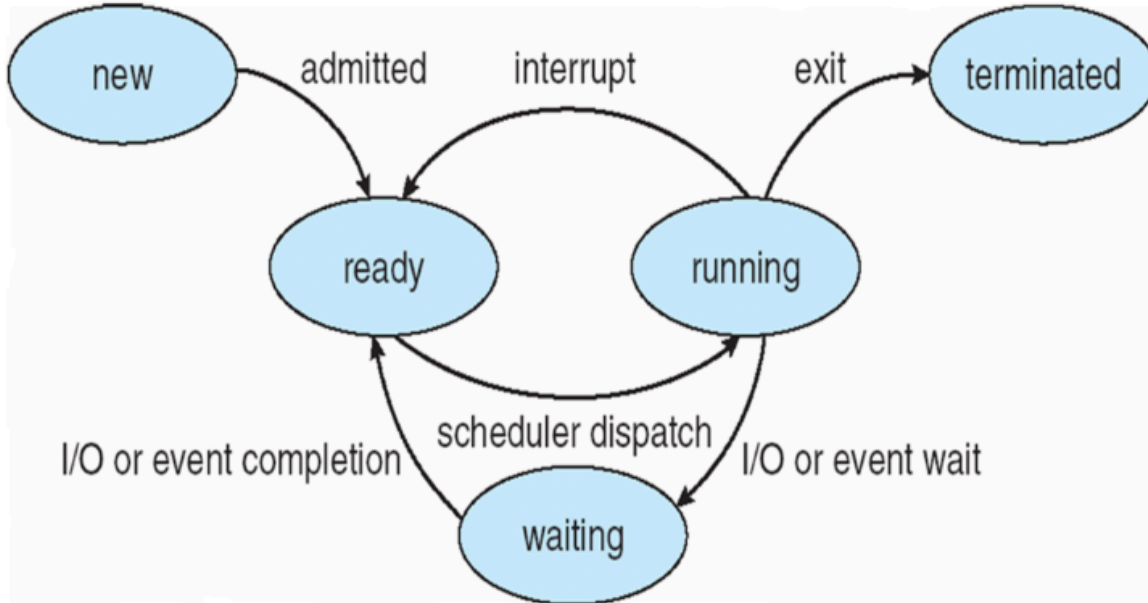 new
admitted
interrupt
exit
terminated
ready
running
scheduler dispatch
I/O or event completion
I/O or event wait
waiting